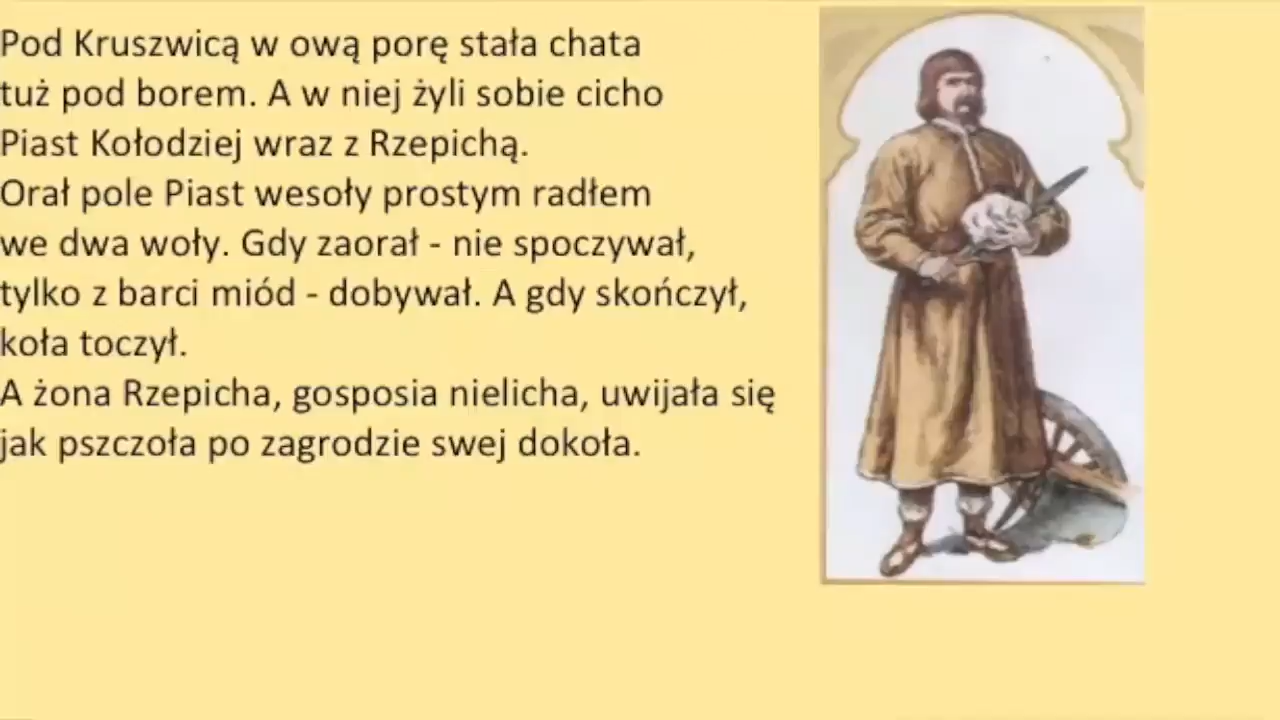 Pod Kruszwicą w ową porę stała chata
tuż pod borem. A w niej żyli sobie cicho
Piast Kołodziej wraz z Rzepichą.
Orał pole Piast wesoły prostym radłem
we dwa woły. Gdy zaorał - nie spoczywał,
tylko z barci miód - dobywał. A gdy skończył,
koła toczył.
A żona Rzepicha, gosposia nielicha, uwijała się
jak pszczoła po zagrodzie swej dokoła.